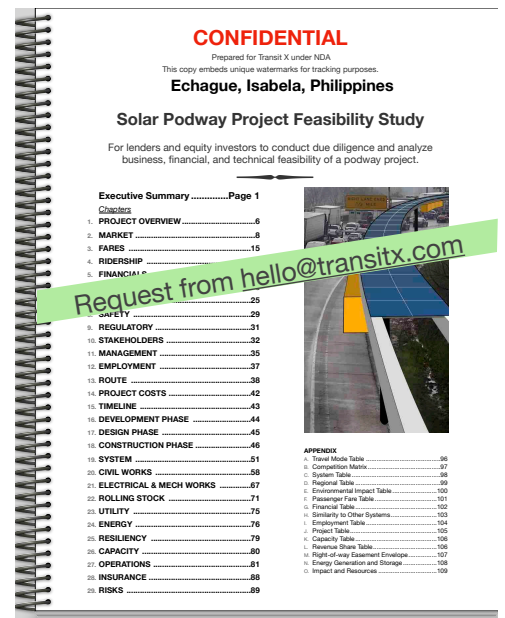 CONFIDENTIAL
Prepared for Transit X under NDA
This copy embeds unique watermarks for tracking purposes.
Echague, Isabela, Philippines
Solar Podway Project Feasibility Study
For lenders and equity investors to conduct due diligence and analyze
business, financial, and technical feasibility of a podway project.
Executive Summary..............Page 1
Chapters
1. PROJECT OVERVIEW..................................6
2. MARKET..................................8
3. FARES..................................15
4. RIDERSHIP
5. FINANCIALS
Request from hello@transitx.com
25
8. SAFETY..................................29
9. REGULATORY..................................31
10. STAKEHOLDERS..................................32
11. MANAGEMENT..................................35
12. EMPLOYMENT..................................37
13. ROUTE..................................38
14. PROJECT COSTS..................................42
15. TIMELINE..................................43
16. DEVELOPMENT PHASE..................................44
17. DESIGN PHASE..................................45
18. CONSTRUCTION PHASE..................................46
19. SYSTEM..................................51
20. CIVIL WORKS..................................58
21. ELECTRICAL & MECH WORKS............67
22. ROLLING STOCK..................................71
23. UTILITY..................................75
24. ENERGY..................................76
25. RESILIENCY..................................79
26. CAPACITY..................................80
27. OPERATIONS..................................81
28. INSURANCE..................................88
29. RISKS..................................89
APPENDIX
A. Travel Mode Table..................................96
B. Competition Matrix..................................97
C. System Table..................................98
D. Regional Table..................................99
E. Environmental Impact Table..................100
F. Passenger Fare Table..................101
G. Financial Table..................................102
H. Similarity to Other Systems..................103
I. Employment Table..................................104
J. Project Table..................................105
K. Capacity Table..................................106
L. Revenue Share Table..................106
M. Right-of-way Easement Envelope............107
N. Energy Generation and Storage..............108
O. Impact and Resources..................109